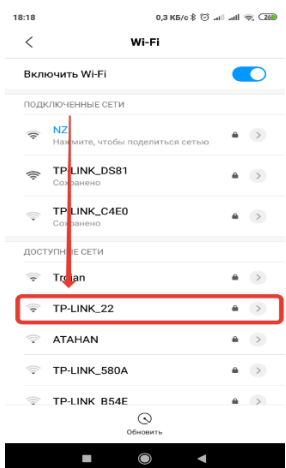 18:18
0,3 КБ/с
Wi-Fi
Включить Wi-Fi
ПОДКЛЮЧЕННЫЕ СЕТИ
NZ
Нажмите, чтобы поделиться сетью
TP-LINK_DS81
Сохранено
TP-LINK_C4E0
Сохранено
ДОСТУПНЫЕ СЕТИ
Trojan
TP-LINK_22
ATAHAN
TP-LINK_580A
TP-LINK_B54E
Обновить